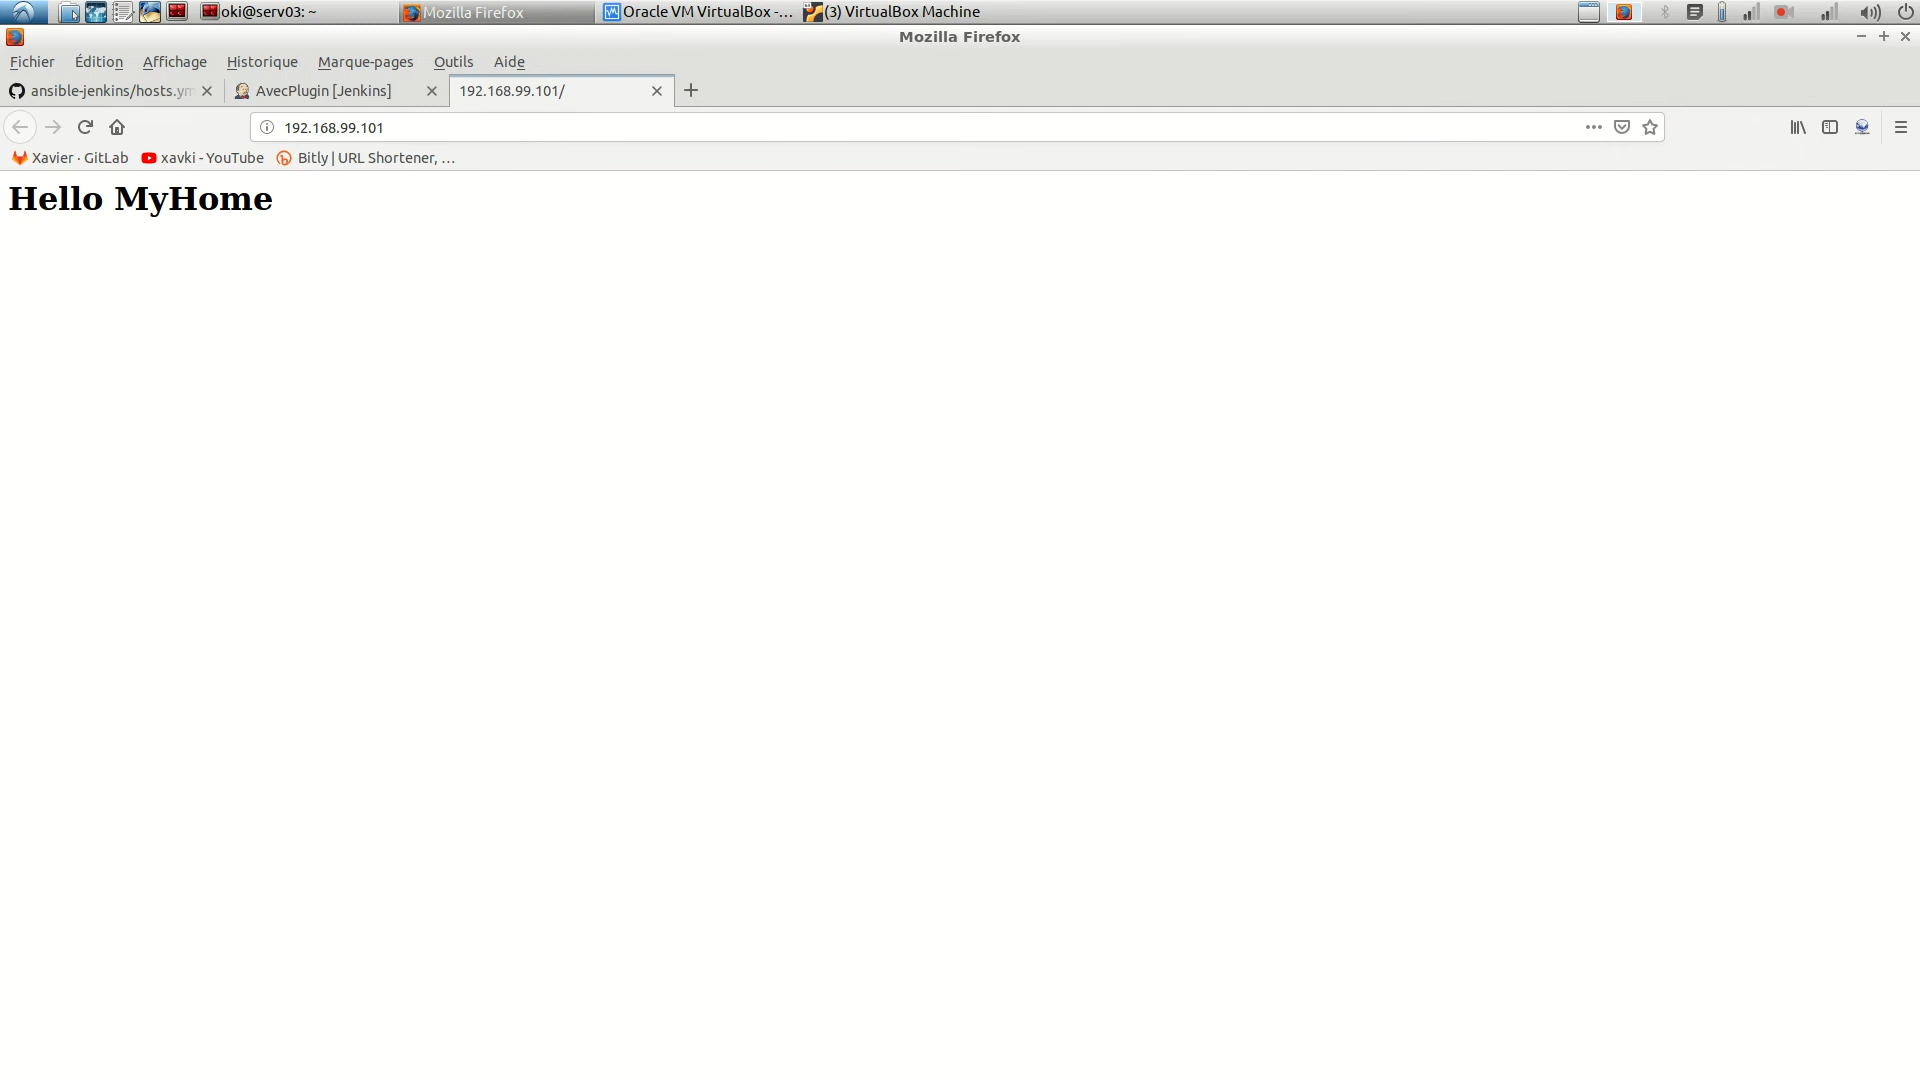 oki@serv03: ~
Mozilla Firefox
Oracle VM VirtualBox -...
(3) VirtualBox Machine
Mozilla Firefox
Fichier Édition Affichage Historique Marque-pages Outils Aide
ansible-jenkins/hosts.ym
AvecPlugin [Jenkins]
192.168.99.101/
192.168.99.101
Xavier · GitLab
xavki - YouTube
Bitly | URL Shortener, ...
Hello MyHome